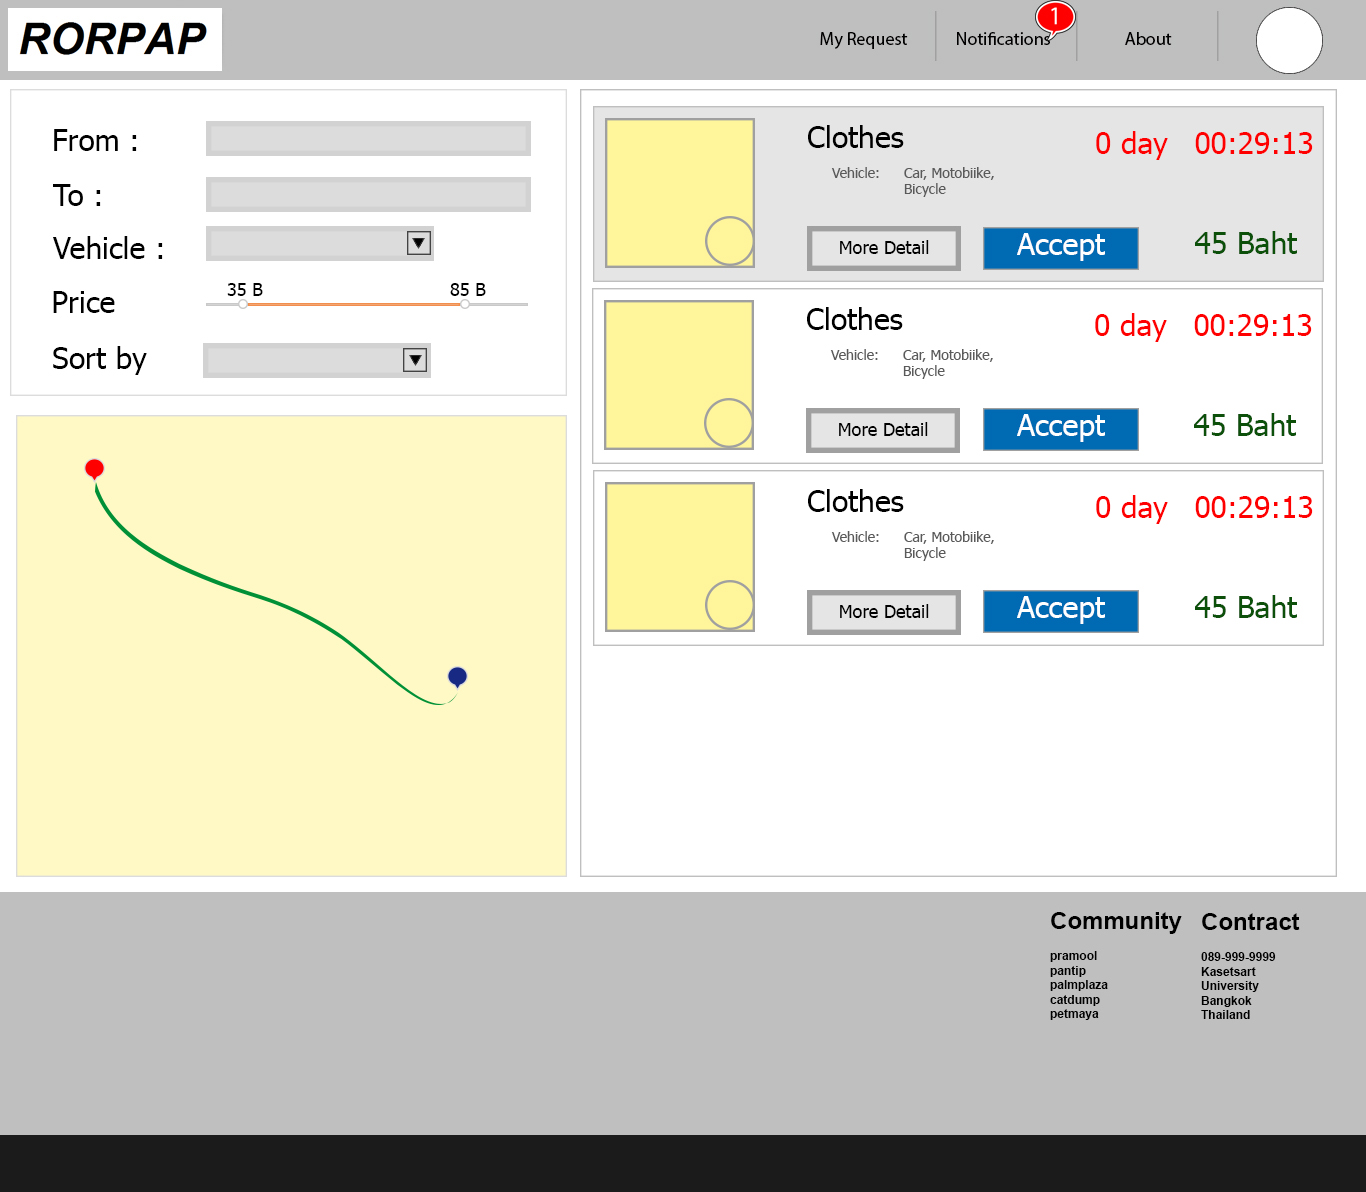 RORPAP
My Request
Notifications
1
About
From :
To :
Vehicle :
Price
35 B
85 B
Sort by
Clothes
0 day 00:29:13
Vehicle: Car, Motobiike,
Bicycle
More Detail
Accept
45 Baht
Clothes
0 day 00:29:13
Vehicle: Car, Motobiike,
Bicycle
More Detail
Accept
45 Baht
Clothes
0 day 00:29:13
Vehicle: Car, Motobiike,
Bicycle
More Detail
Accept
45 Baht
Community
pramool
pantip
palmplaza
catdump
petmaya
Contract
089-999-9999
Kasetsart
University
Bangkok
Thailand